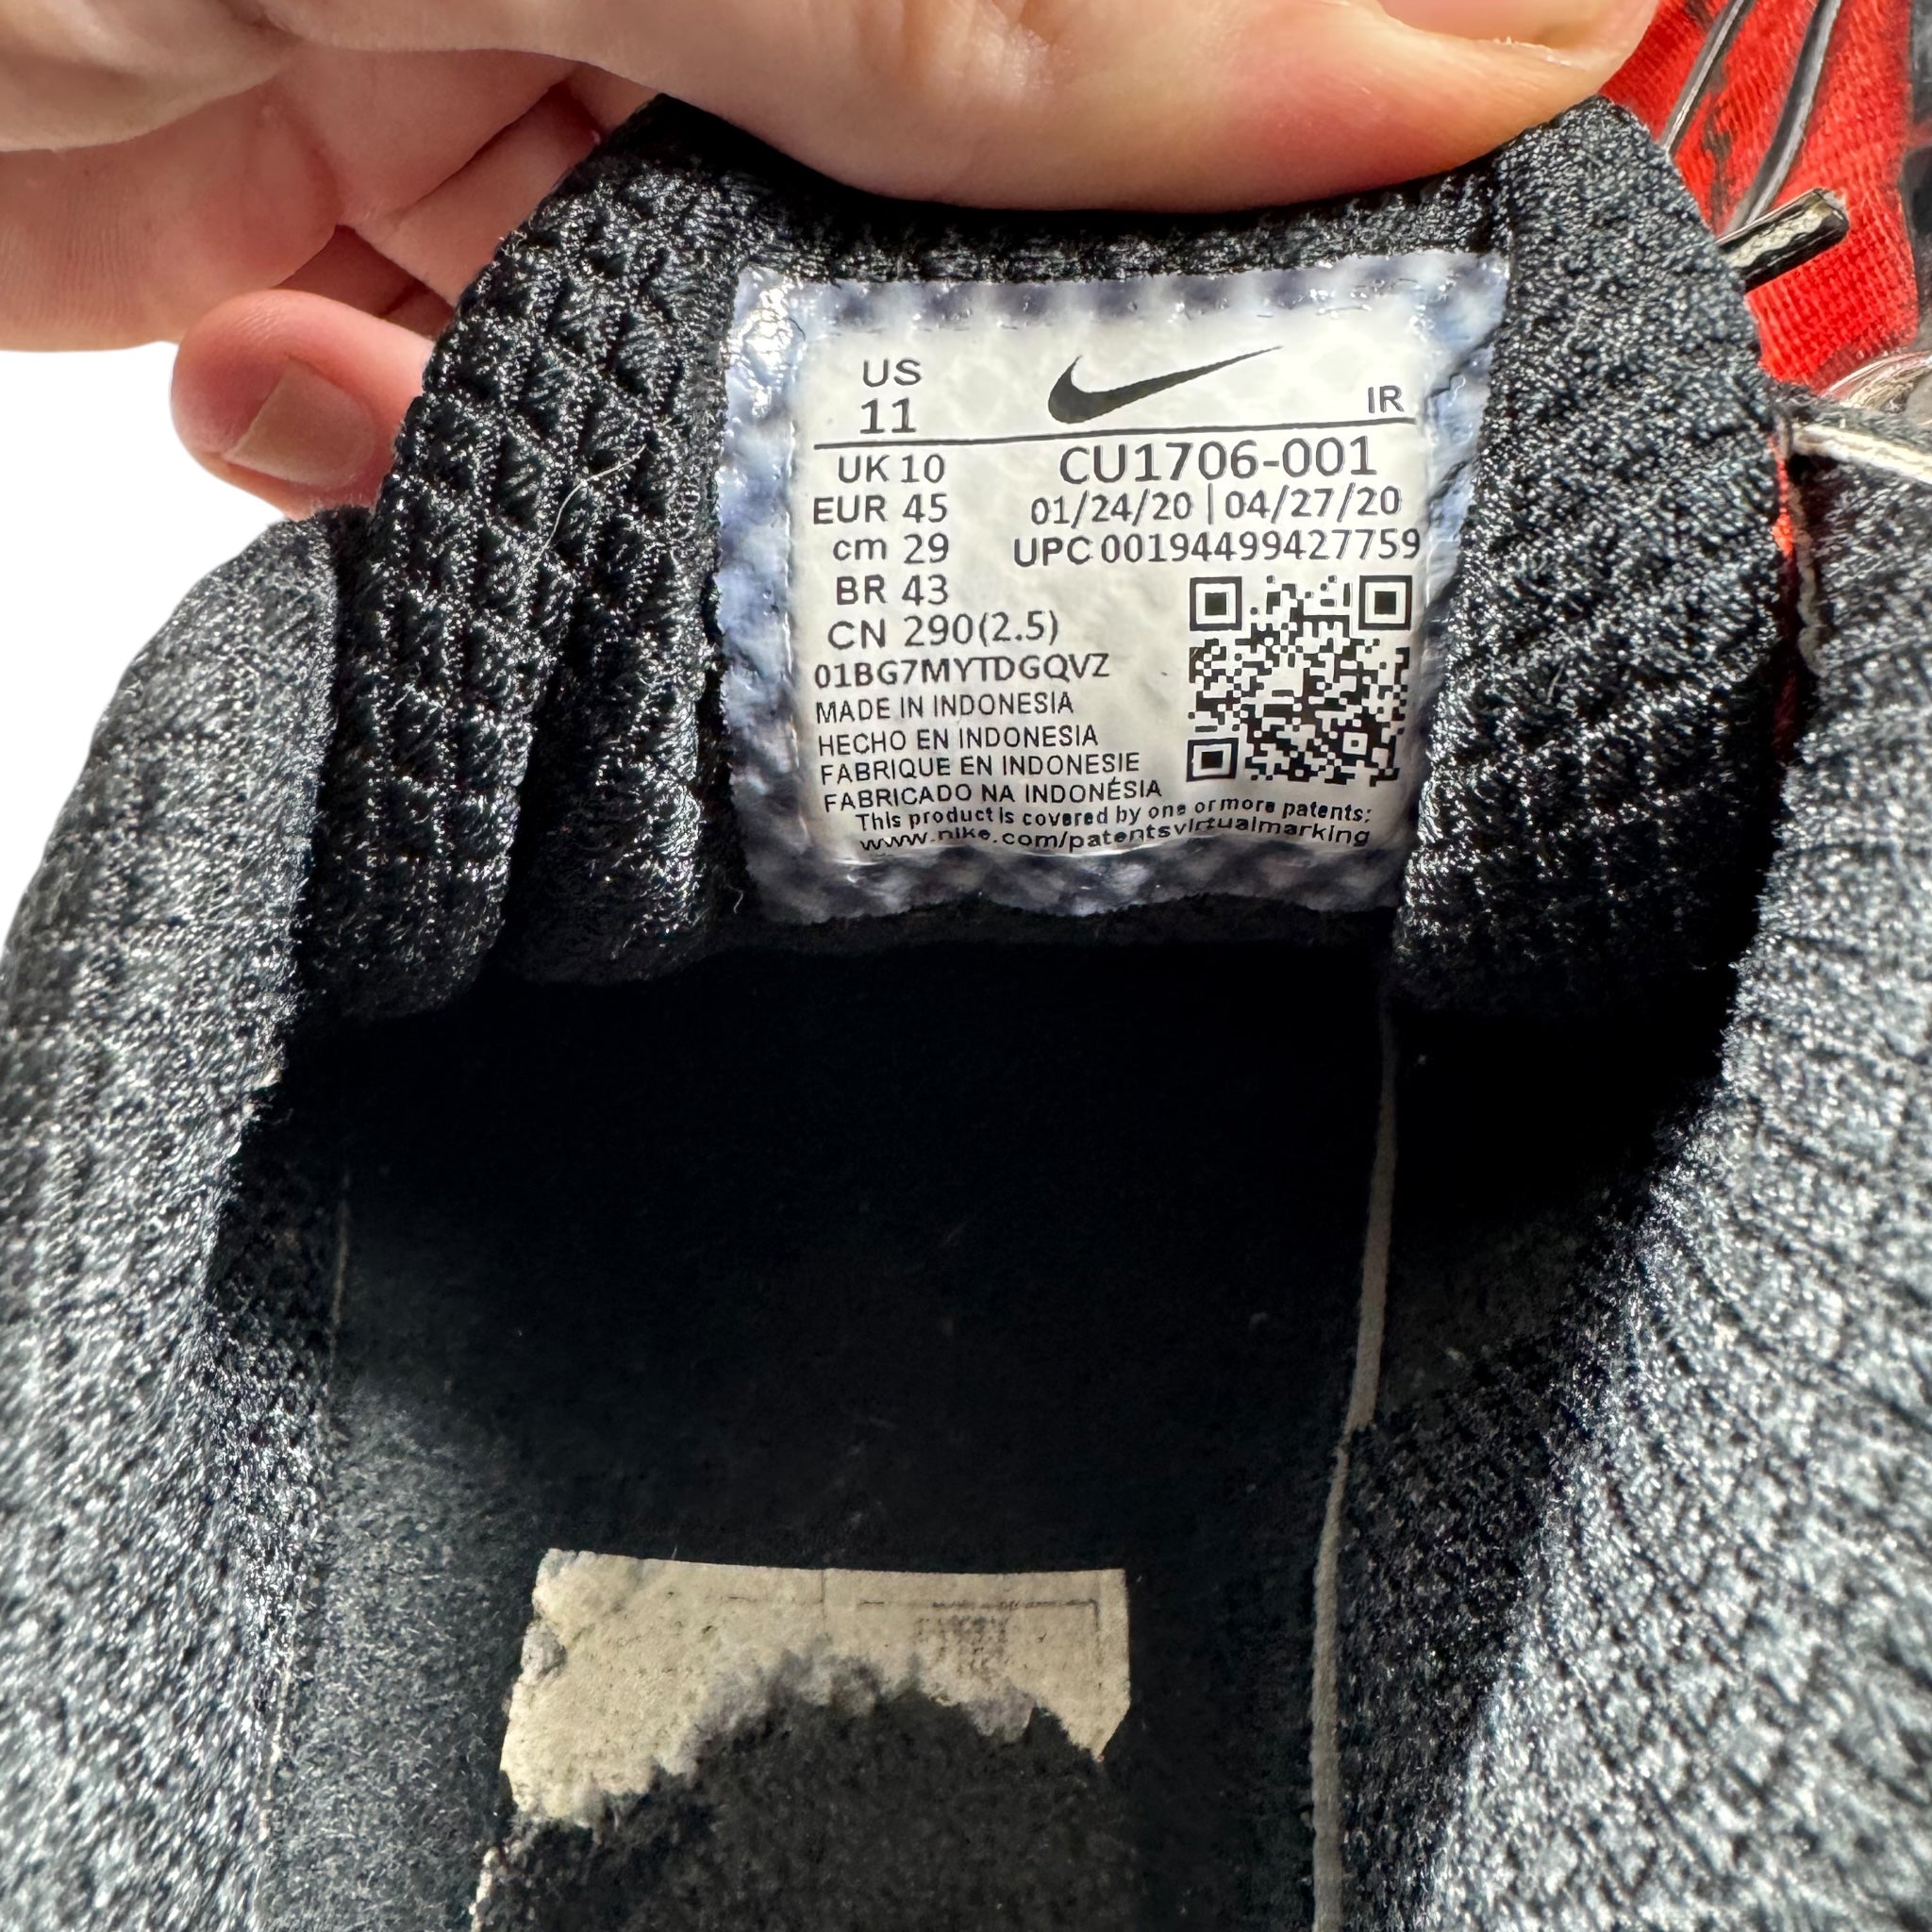 US
11
IR
UK 10
EUR 45
cm 29
BR 43
CN 290(2.5)
CU1706-001
01/24/20 | 04/27/20
UPC 00194499427759
01BG7MYTDGQVZ
MADE IN INDONESIA
HECHO EN INDONESIA
FABRIQUE EN INDONESIE
FABRICADO NA INDONÉSIA
This product is covered by one or more patents:
www.nike.com/patentsvirtualmarking